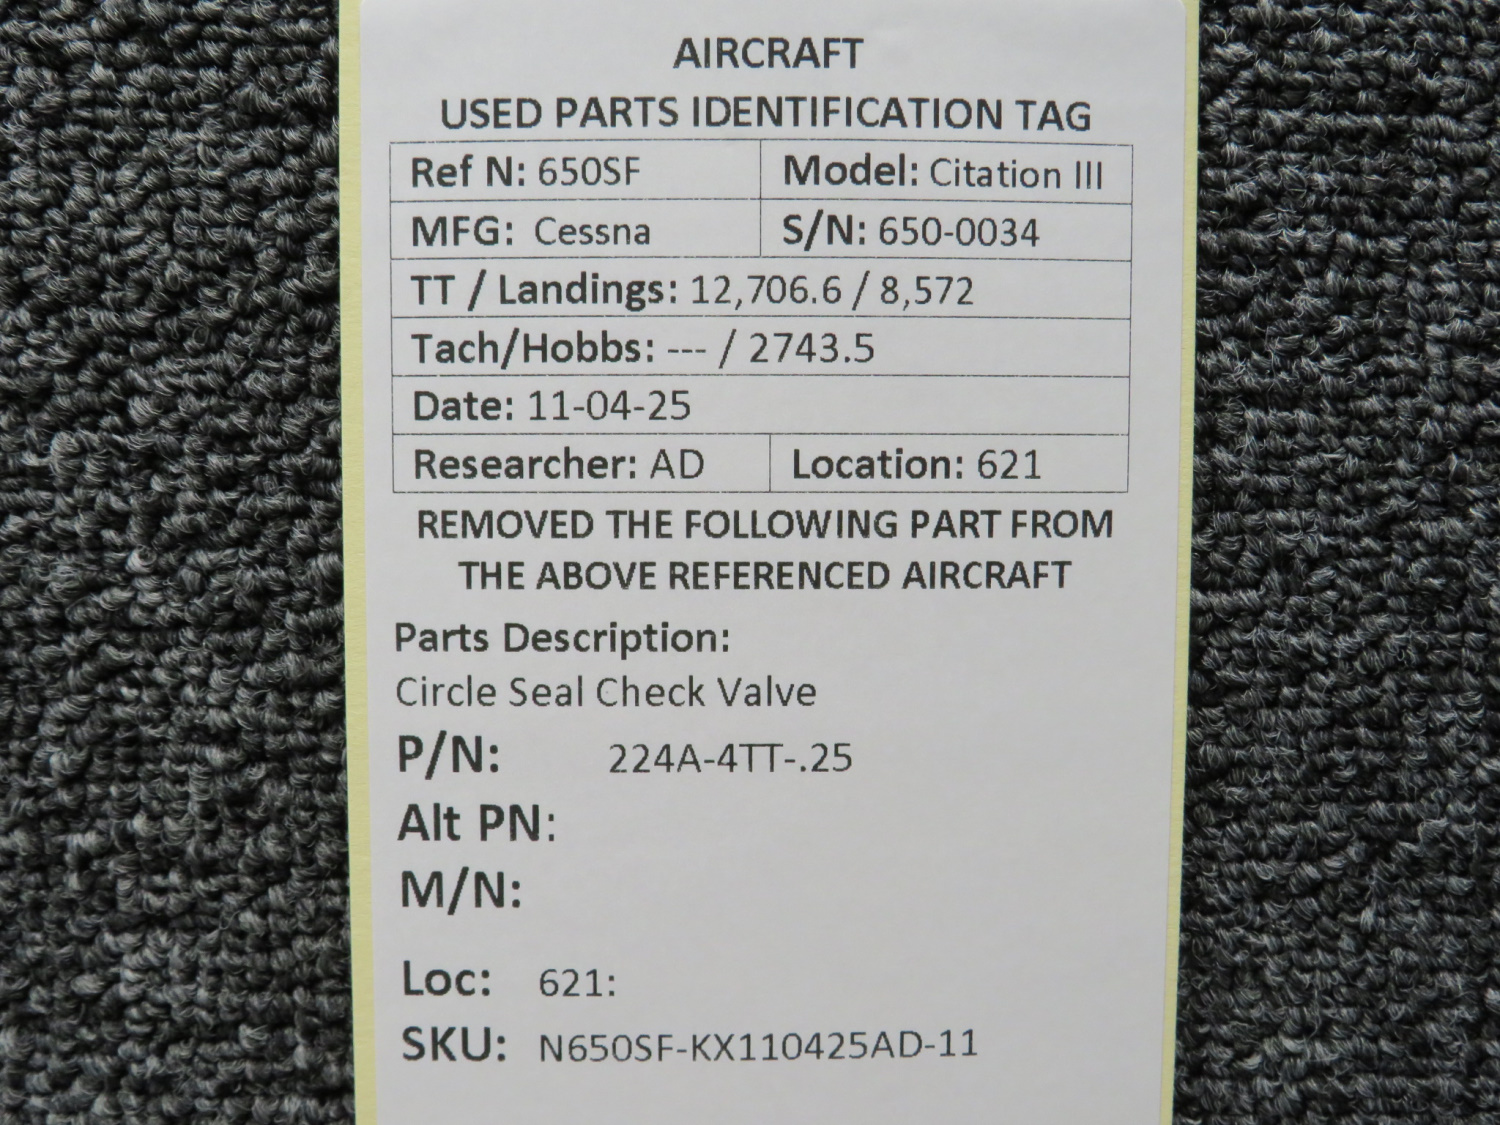 AIRCRAFT
USED PARTS IDENTIFICATION TAG
Ref N: 650SF Model: Citation III
MFG: Cessna S/N: 650-0034
TT / Landings: 12,706.6 / 8,572
Tach/Hobbs: --- / 2743.5
Date: 11-04-25
Researcher: AD Location: 621
REMOVED THE FOLLOWING PART FROM
THE ABOVE REFERENCED AIRCRAFT
Parts Description:
Circle Seal Check Valve
P/N: 224A-4TT-.25
Alt PN:
M/N:
Loc: 621:
SKU: N650SF-KX110425AD-11